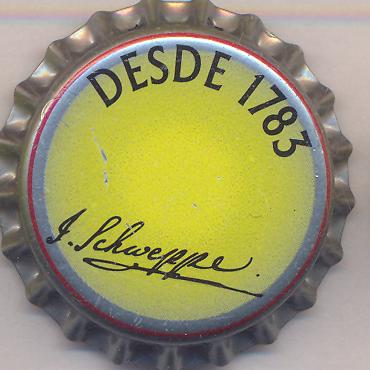 DESDE 1783
J. Schweppe.